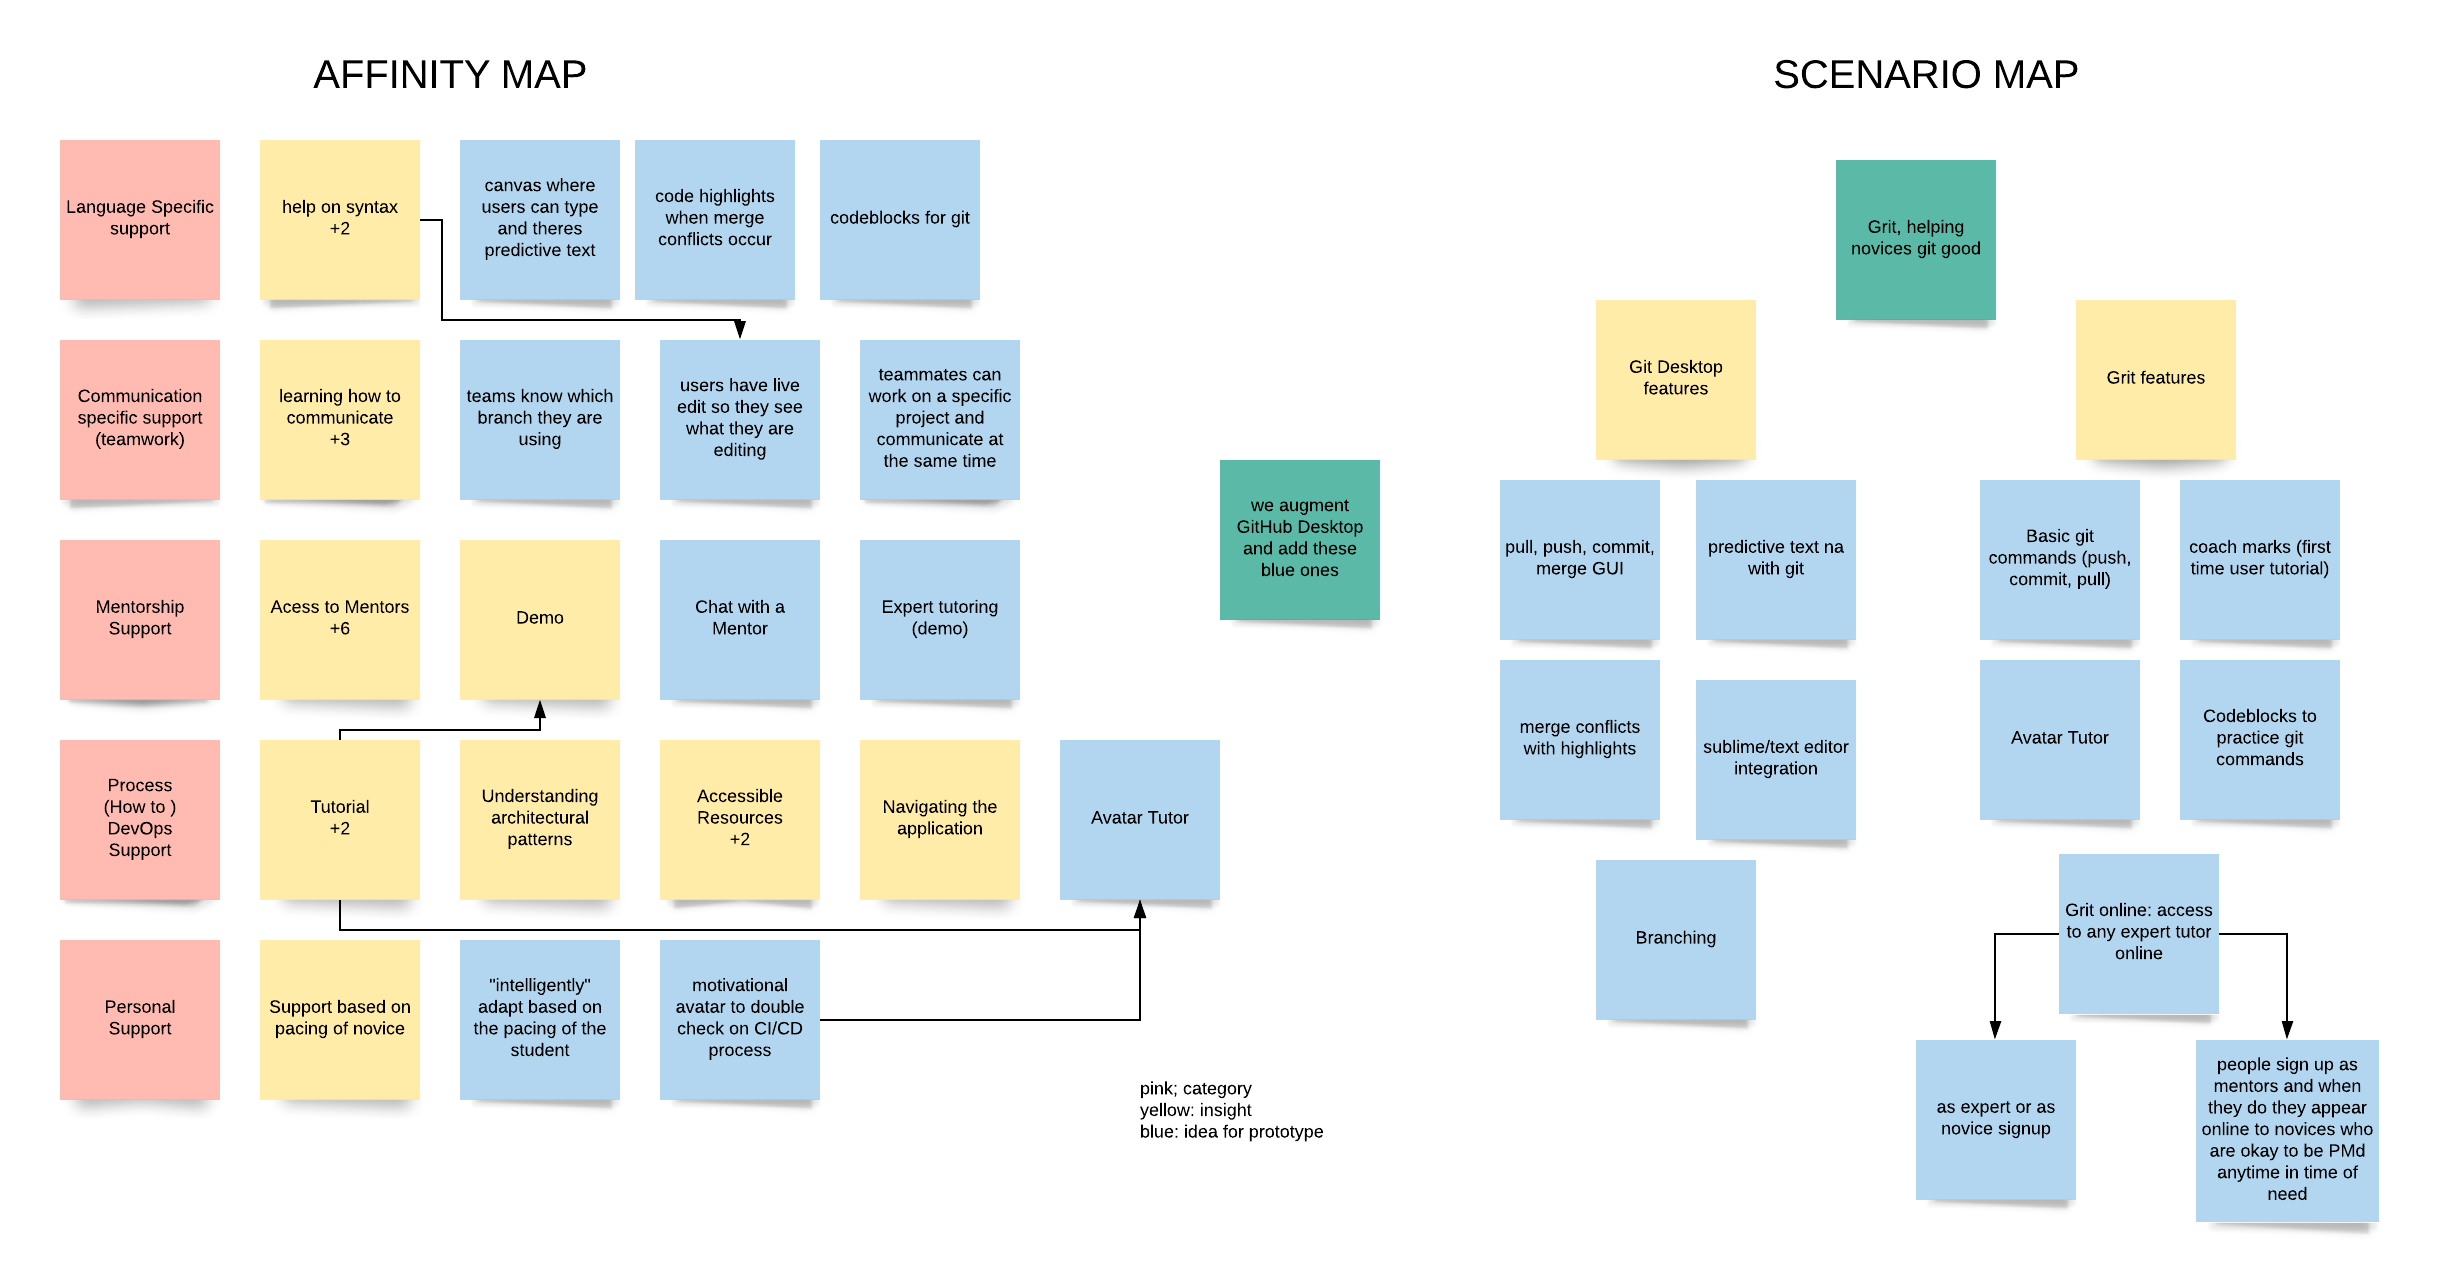 AFFINITY MAP
Language Specific
support
help on syntax
+2
canvas where
users can type
and theres
predictive text
code highlights
when merge
conflicts occur
codeblocks for git
Communication
specific support
(teamwork)
learning how to
communicate
+3
teams know which
branch they are
using
users have live
edit so they see
what they are
editing
teammates can
work on a specific
project and
communicate at
the same time
Mentorship
Support
Acess to Mentors
+6
Demo
Chat with a
Mentor
Expert tutoring
(demo)
Process
(How to )
DevOps
Support
Tutorial
+2
Understanding
architectural
patterns
Accessible
Resources
+2
Navigating the
application
Avatar Tutor
Personal
Support
Support based on
pacing of novice
"intelligently"
adapt based on
the pacing of the
student
motivational
avatar to double
check on CI/CD
process
pink; category
yellow: insight
blue: idea for prototype
we augment
GitHub Desktop
and add these
blue ones
SCENARIO MAP
Grit, helping
novices git good
Git Desktop
features
Grit features
pull, push, commit,
merge GUI
predictive text na
with git
Basic git
commands (push,
commit, pull)
coach marks (first
time user tutorial)
merge conflicts
with highlights
sublime/text editor
integration
Avatar Tutor
Codeblocks to
practice git
commands
Branching
Grit online: access
to any expert tutor
online
as expert or as
novice signup
people sign up as
mentors and when
they do they appear
online to novices who
are okay to be PMd
anytime in time of
need